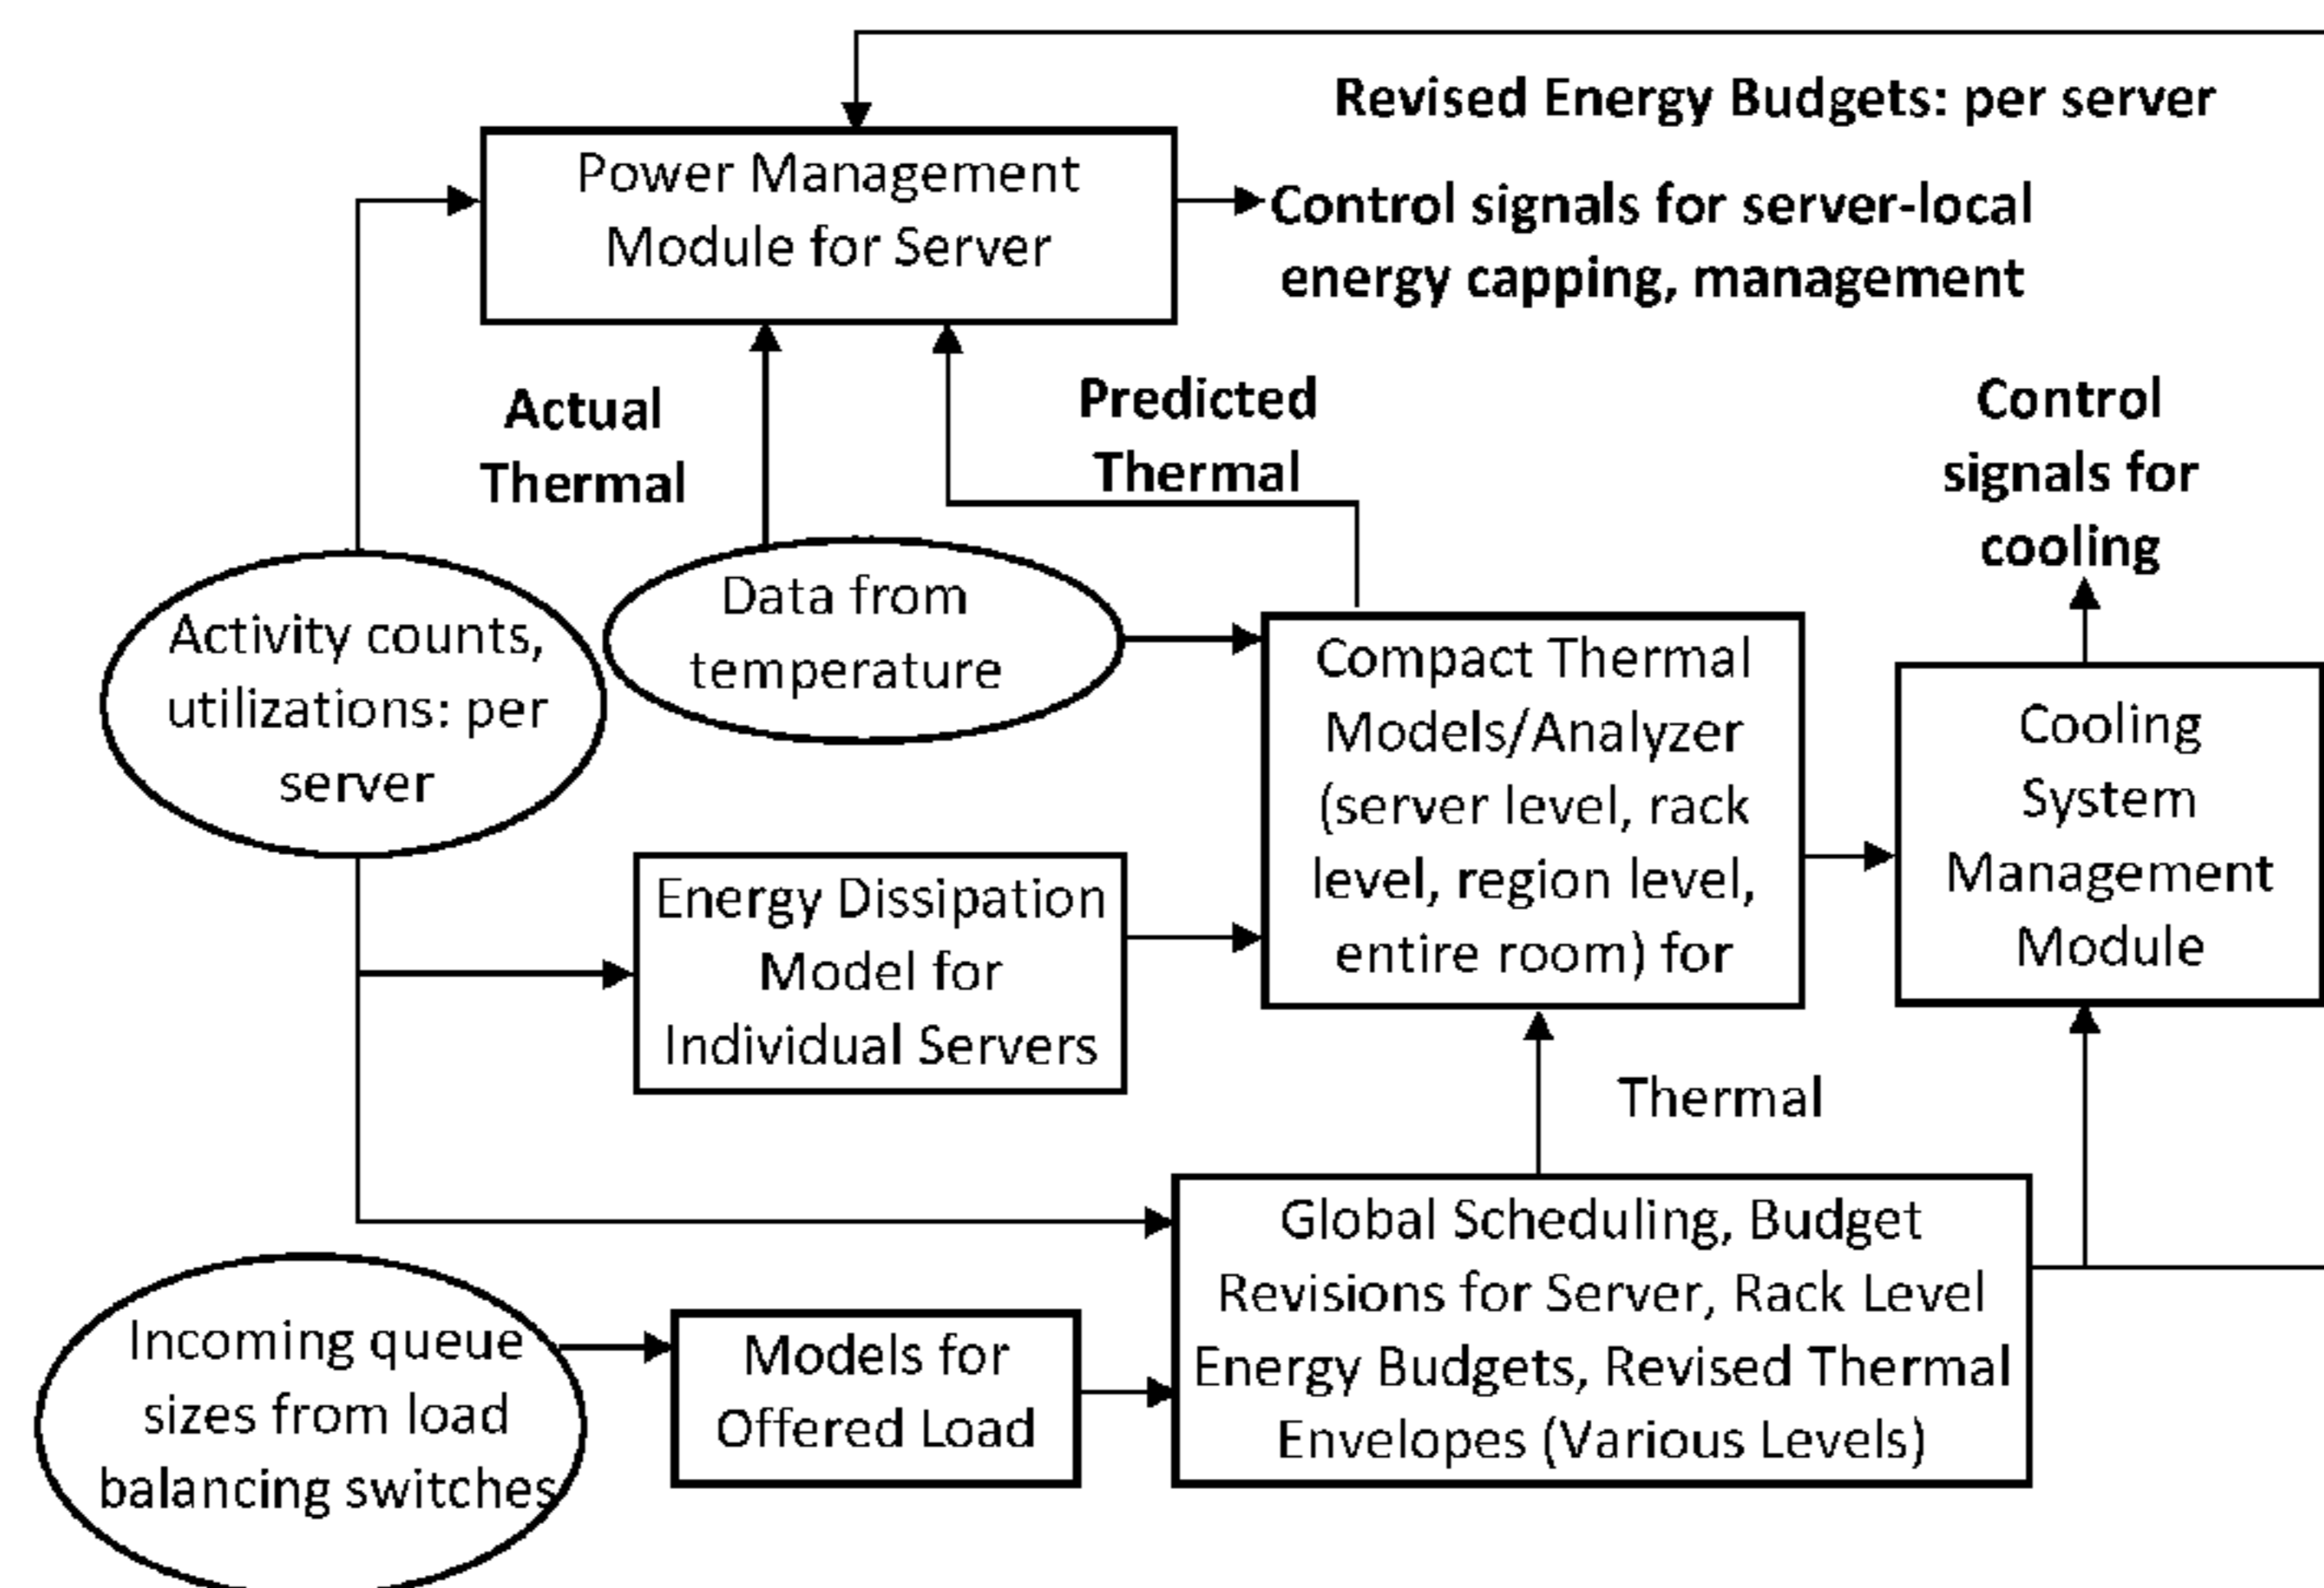 Revised Energy Budgets: per server
Power Management
Module for Server
Control signals for server-local
energy capping, management
Actual
Thermal
Predicted
Thermal
Control
signals for
cooling
Activity counts,
utilizations: per
server
Data from
temperature
Compact Thermal
Models/Analyzer
(server level, rack
level, region level,
entire room) for
Cooling
System
Management
Module
Energy Dissipation
Model for
Individual Servers
Thermal
Global Scheduling, Budget
Revisions for Server, Rack Level
Energy Budgets, Revised Thermal
Envelopes (Various Levels)
Incoming queue
sizes from load
balancing switches
Models for
Offered Load